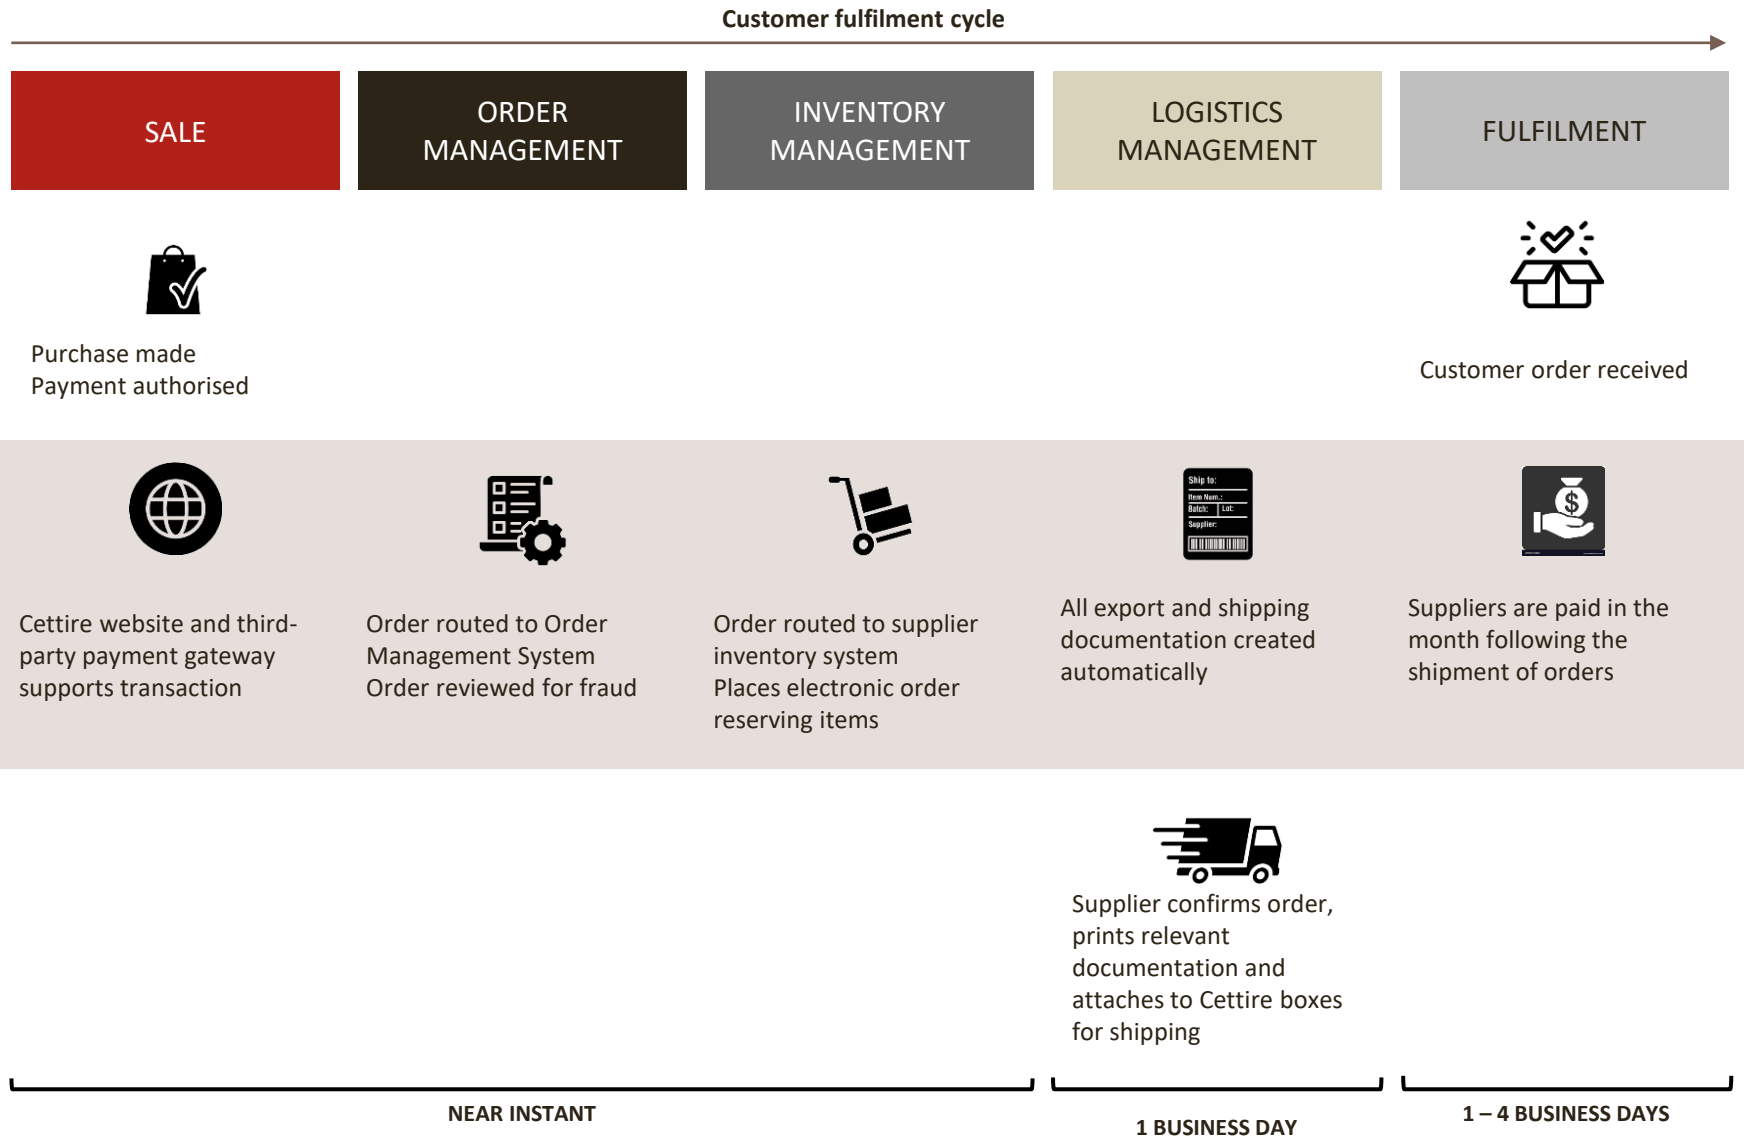 Customer fulfilment cycle
SALE
ORDER
MANAGEMENT
INVENTORY
MANAGEMENT
LOGISTICS
MANAGEMENT
FULFILMENT
Purchase made
Payment authorised
Customer order received
Cettire website and third-
party payment gateway
supports transaction
Order routed to Order
Management System
Order reviewed for fraud
Order routed to supplier
inventory system
Places electronic order
reserving items
Ship to:
Item Num.:
Batch: Lot:
Supplier:
All export and shipping
documentation created
automatically
$
Suppliers are paid in the
month following the
shipment of orders
Supplier confirms order,
prints relevant
documentation and
attaches to Cettire boxes
for shipping
NEAR INSTANT
1 BUSINESS DAY
1 – 4 BUSINESS DAYS